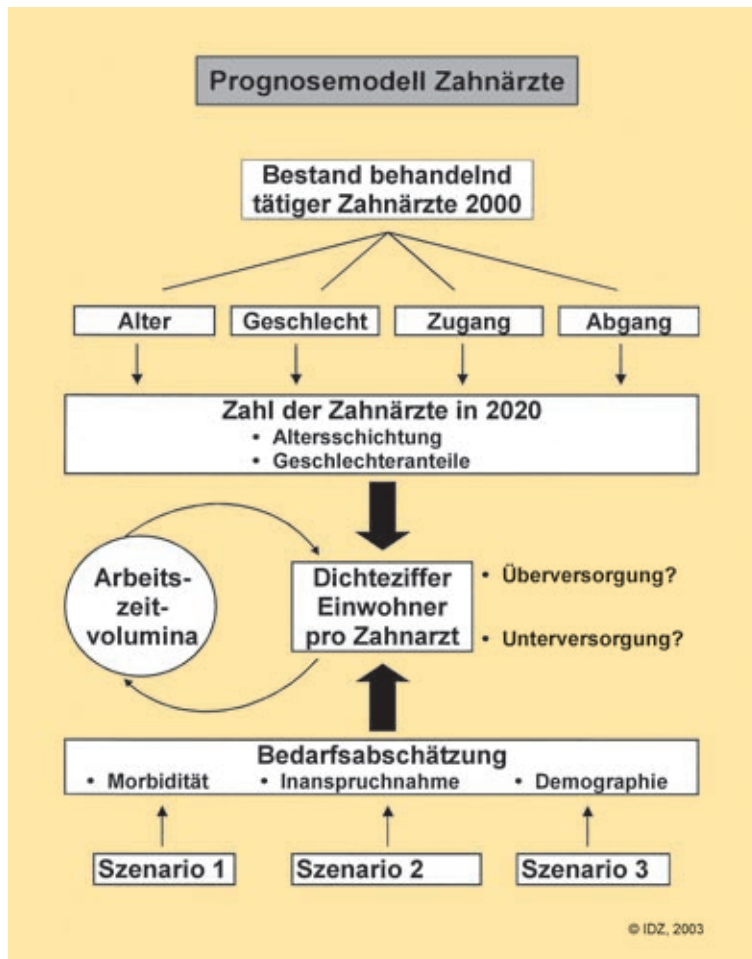 Prognosemodell Zahnärzte
Bestand behandelnd
tätiger Zahnärzte 2000
Alter
Geschlecht
Zugang
Abgang
Zahl der Zahnärzte in 2020
• Altersschichtung
• Geschlechteranteile
Arbeits-
zeit-
volumina
Dichteziffer
Einwohner
pro Zahnarzt
• Überversorgung?
• Unterversorgung?
Bedarfsabschätzung
• Morbidität
• Inanspruchnahme
• Demographie
Szenario 1
Szenario 2
Szenario 3
© IDZ, 2003